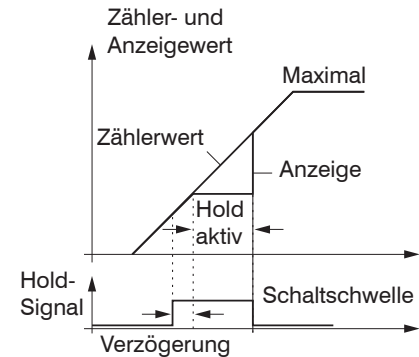 Zähler- und
Anzeigewert
Maximal
Zählerwert
Anzeige
Hold
aktiv
Hold-
Signal
Schaltschwelle
Verzögerung